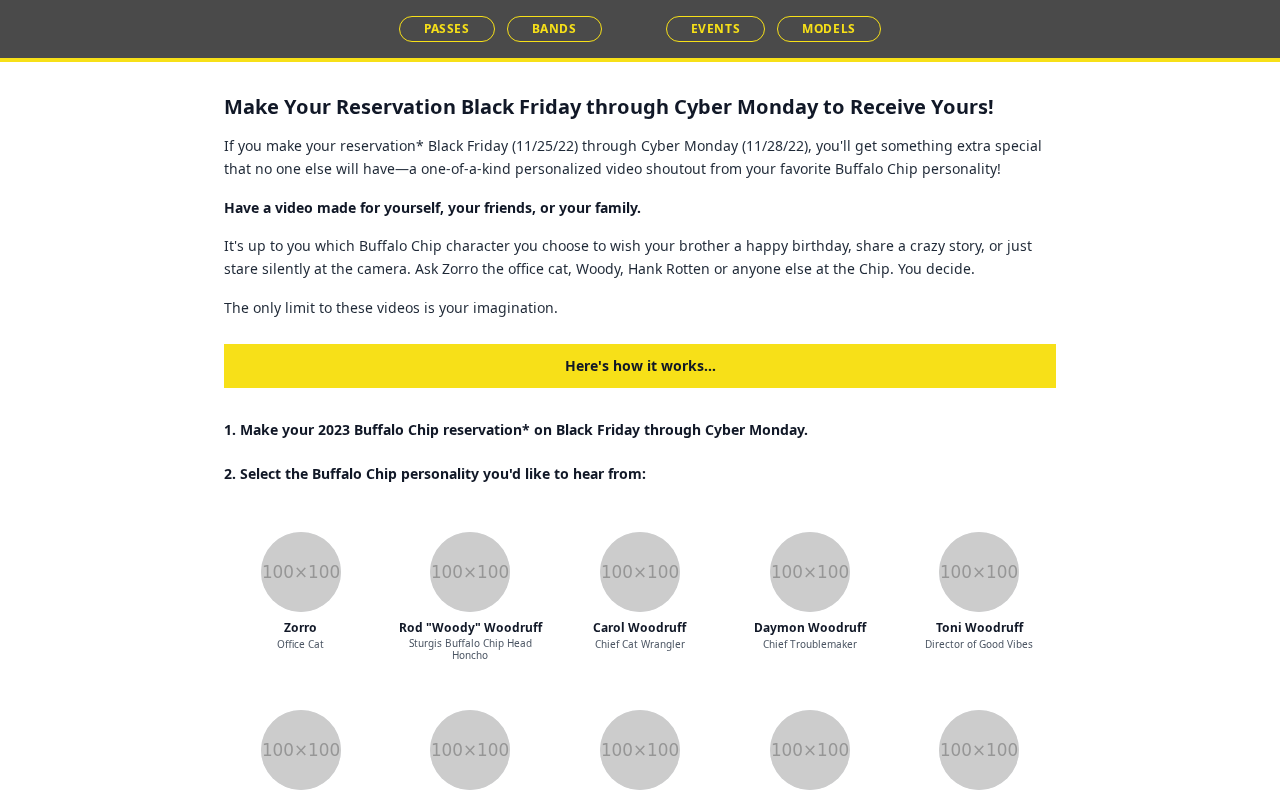 PASSES BANDS EVENTS MODELS
Make Your Reservation Black Friday through Cyber Monday to Receive Yours!
If you make your reservation* Black Friday (11/25/22) through Cyber Monday (11/28/22), you'll get something extra special
that no one else will have—a one-of-a-kind personalized video shoutout from your favorite Buffalo Chip personality!
Have a video made for yourself, your friends, or your family.
It's up to you which Buffalo Chip character you choose to wish your brother a happy birthday, share a crazy story, or just
stare silently at the camera. Ask Zorro the office cat, Woody, Hank Rotten or anyone else at the Chip. You decide.
The only limit to these videos is your imagination.
Here's how it works...
1. Make your 2023 Buffalo Chip reservation* on Black Friday through Cyber Monday.
2. Select the Buffalo Chip personality you'd like to hear from:
100×100 100×100 100×100 100×100 100×100
Zorro Rod "Woody" Woodruff Carol Woodruff Daymon Woodruff Toni Woodruff
Office Cat Sturgis Buffalo Chip Head Chief Cat Wrangler Chief Troublemaker Director of Good Vibes
Honcho
100×100 100×100 100×100 100×100 100×100